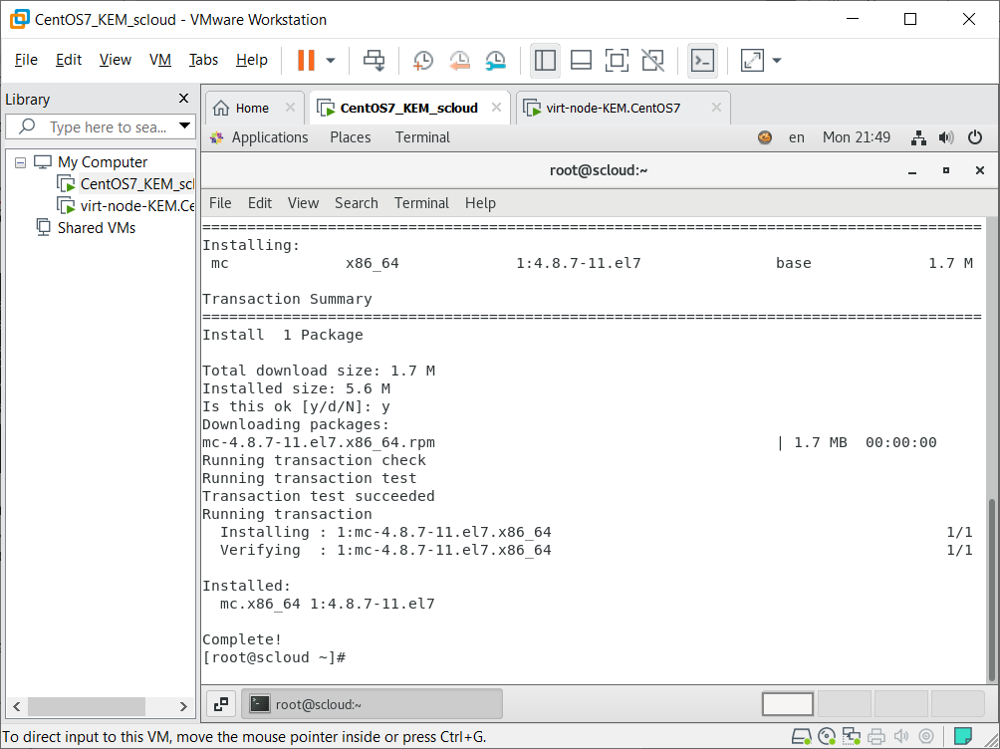 CentOS7_KEM_scloud - VMware Workstation
File Edit View VM Tabs Help
Library
Type here to sea...
My Computer
CentOS7_KEM_scl
virt-node-KEM.Ce
Shared VMs
Home CentOS7_KEM_scloud virt-node-KEM.CentOS7
Applications Places Terminal en Mon 21:49
root@scloud:~
File Edit View Search Terminal Help
=======================================================================================
Installing:
mc x86_64 1:4.8.7-11.el7 base 1.7 M
Transaction Summary
=======================================================================================
Install 1 Package
Total download size: 1.7 M
Installed size: 5.6 M
Is this ok [y/d/N]: y
Downloading packages:
mc-4.8.7-11.el7.x86_64.rpm | 1.7 MB 00:00:00
Running transaction check
Running transaction test
Transaction test succeeded
Running transaction
Installing : 1:mc-4.8.7-11.el7.x86_64 1/1
Verifying : 1:mc-4.8.7-11.el7.x86_64 1/1
Installed:
mc.x86_64 1:4.8.7-11.el7
Complete!
[root@scloud ~]#
root@scloud:~
To direct input to this VM, move the mouse pointer inside or press Ctrl+G.